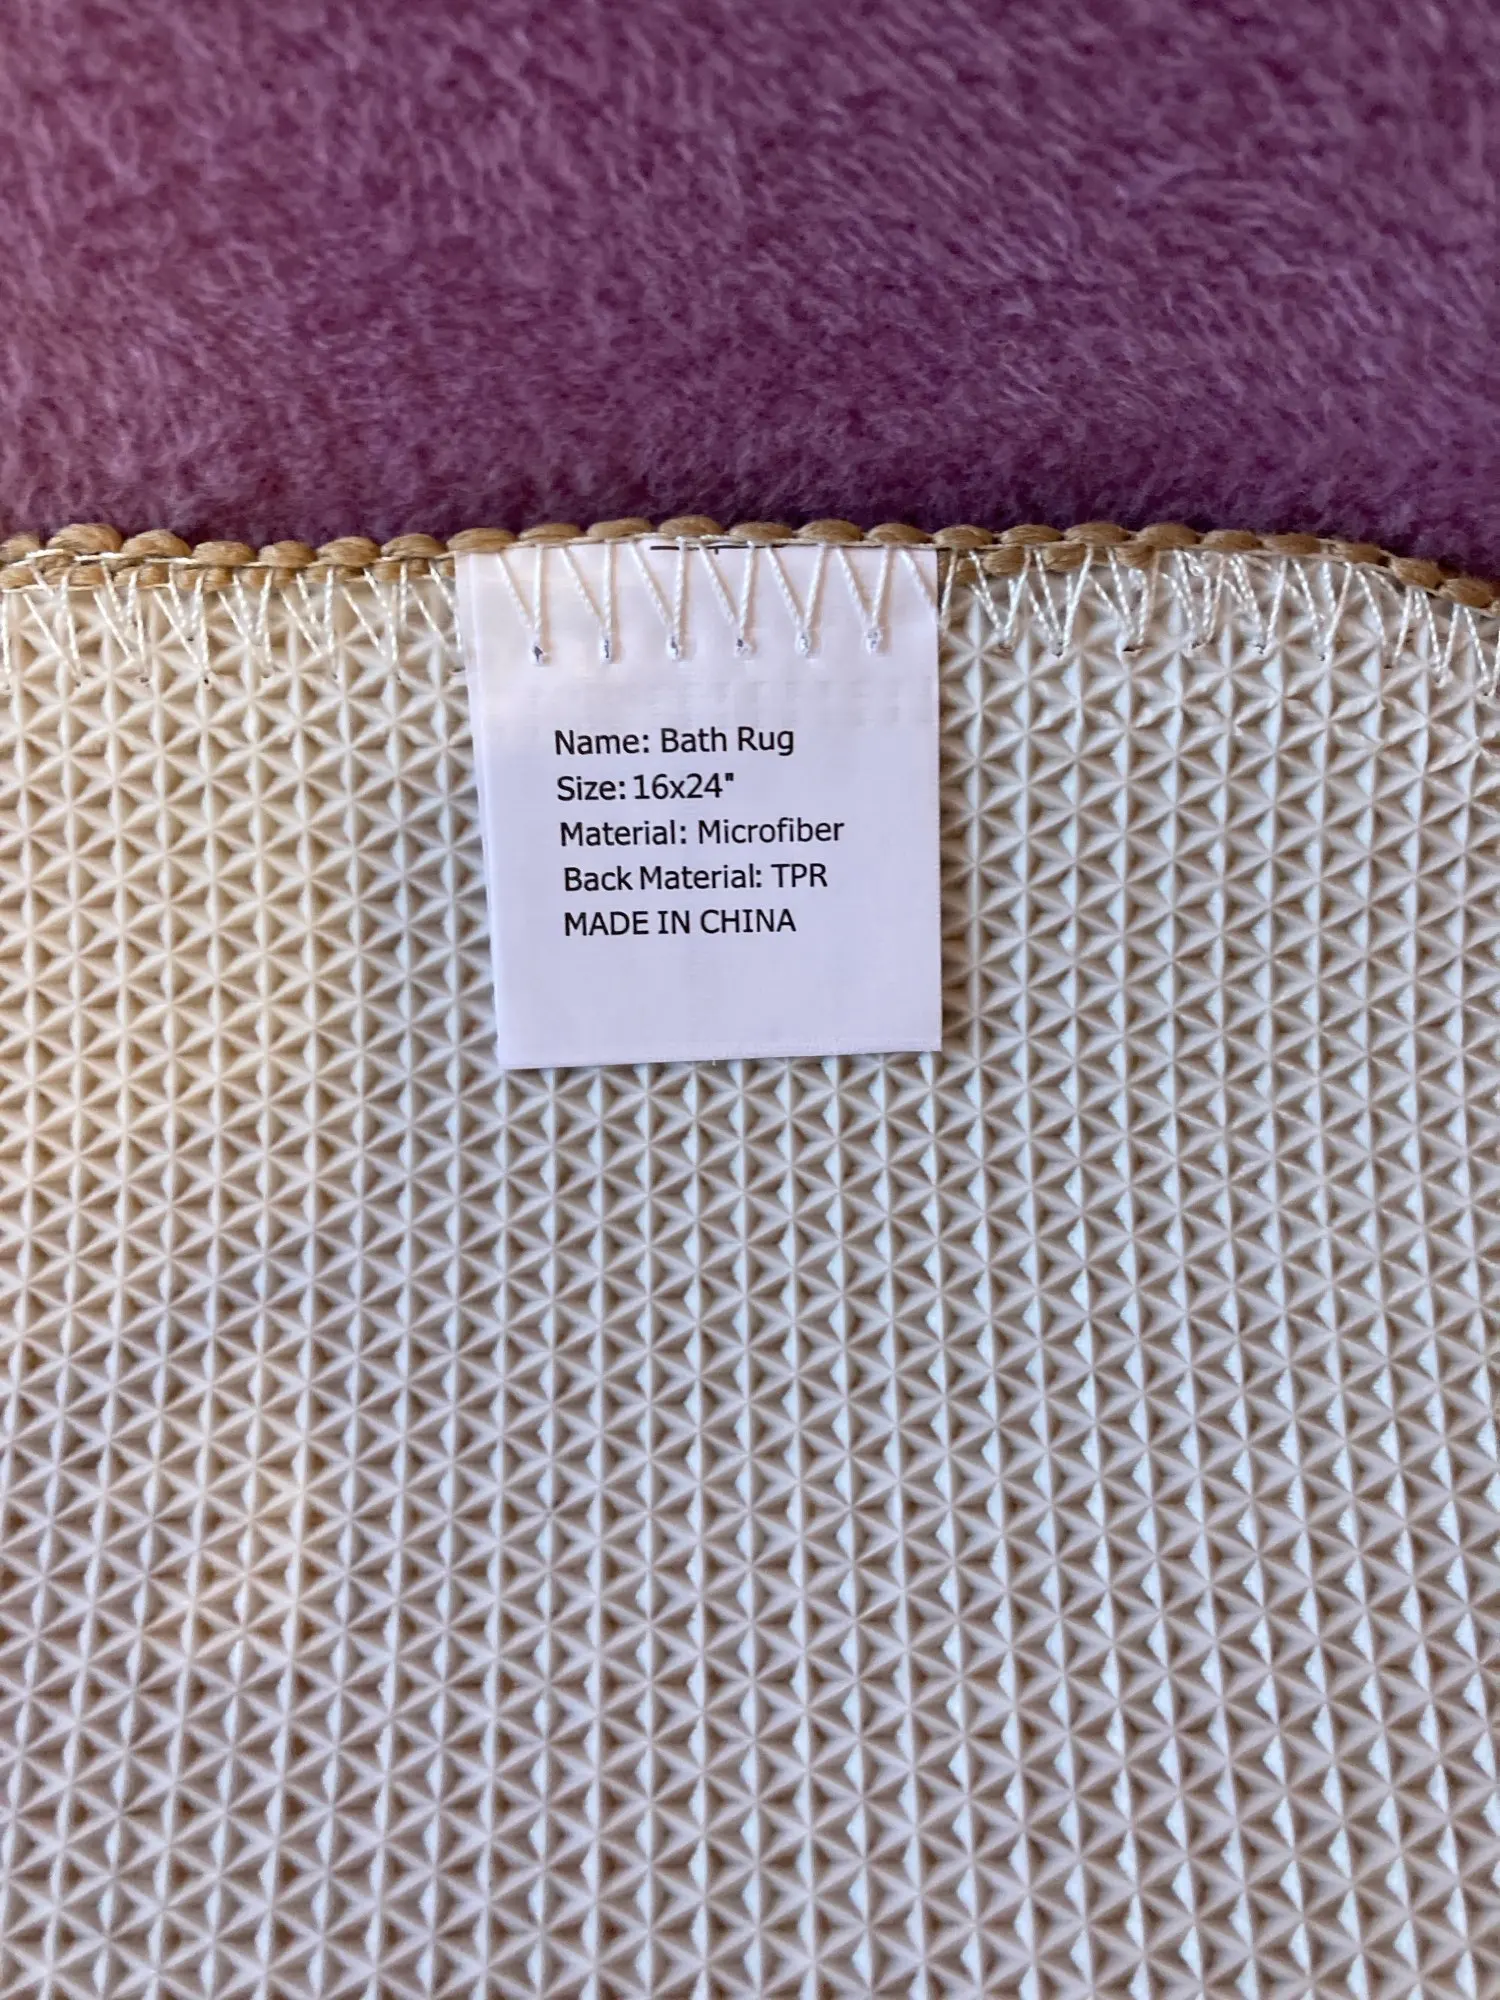 Name: Bath Rug
Size: 16x24"
Material: Microfiber
Back Material: TPR
MADE IN CHINA